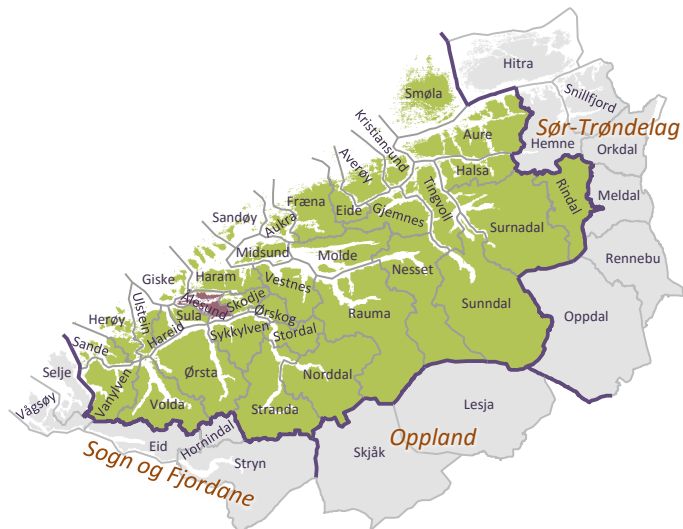 Hitra
Smøla
Snillfjord
Kristiansund
Sør-Trøndelag
Aure
Hemne
Orkdal
Averøy
Halsa
Rindal
Meldal
Tingvoll
Fræna
Eide
Gjemnes
Sandøy
Aukra
Surnadal
Midsund
Molde
Rennebu
Nesset
Giske
Haram
Vestnes
Ålesund
Skodje
Sunndal
Oppdal
Ulstein
Sula
Ørskog
Rauma
Herøy
Hareid
Sykkylven
Stordal
Sande
Selje
Vanylven
Ørsta
Norddal
Vågsøy
Volda
Stranda
Lesja
Eid
Hornindal
Oppland
Skjåk
Stryn
Sogn og Fjordane